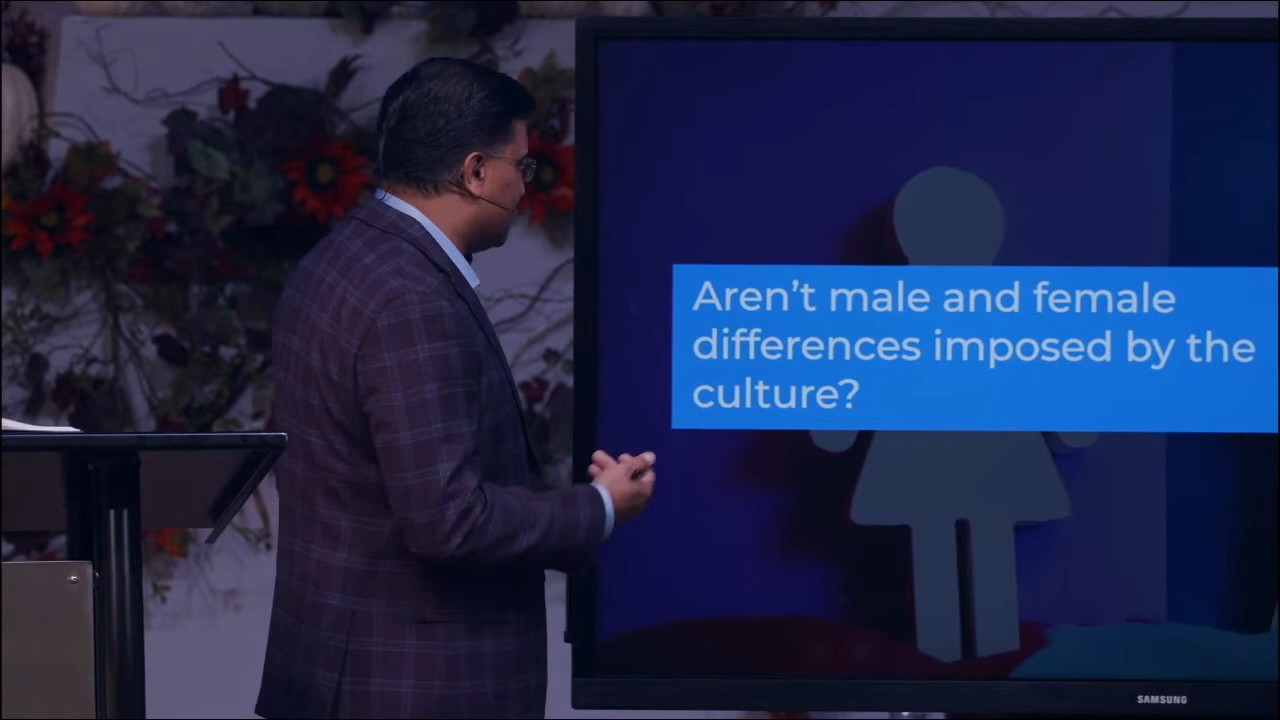 Aren't male and female
differences imposed by the
culture?
SAMSUNG